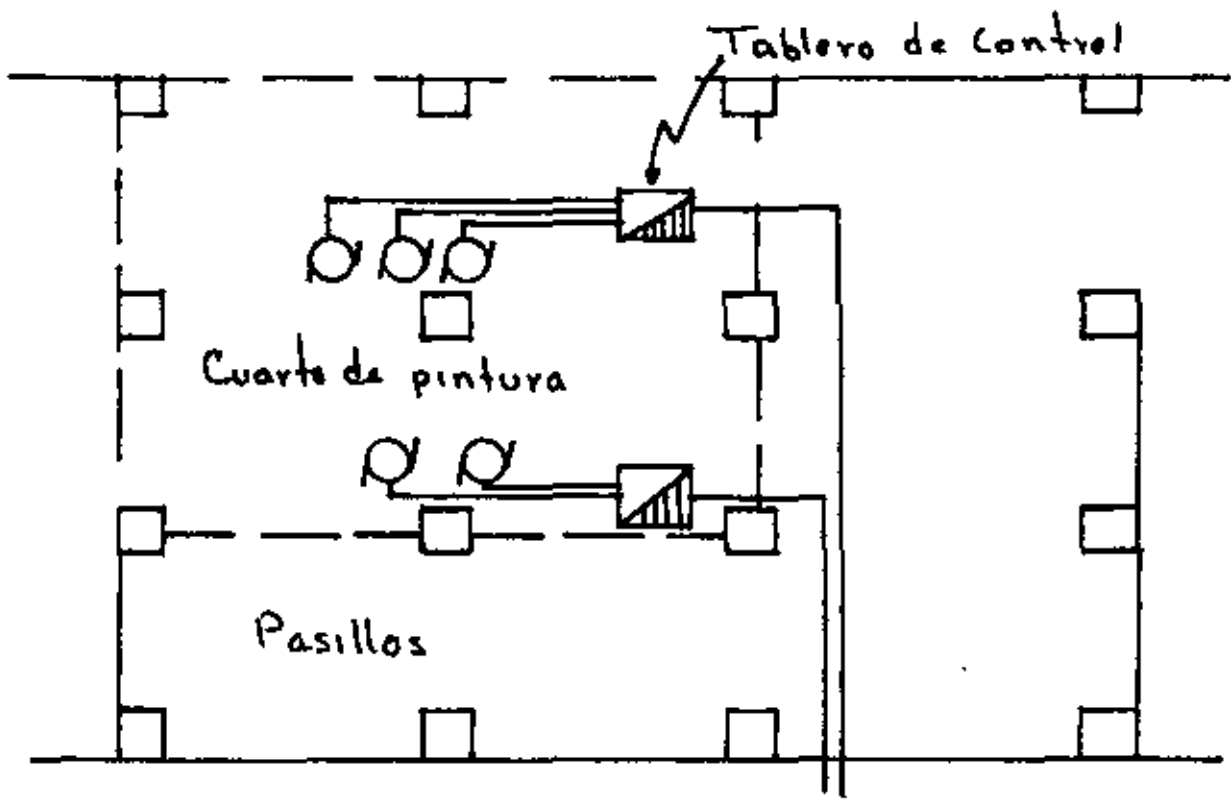 Tablero de Control
Cuarto de pintura
Pasillos